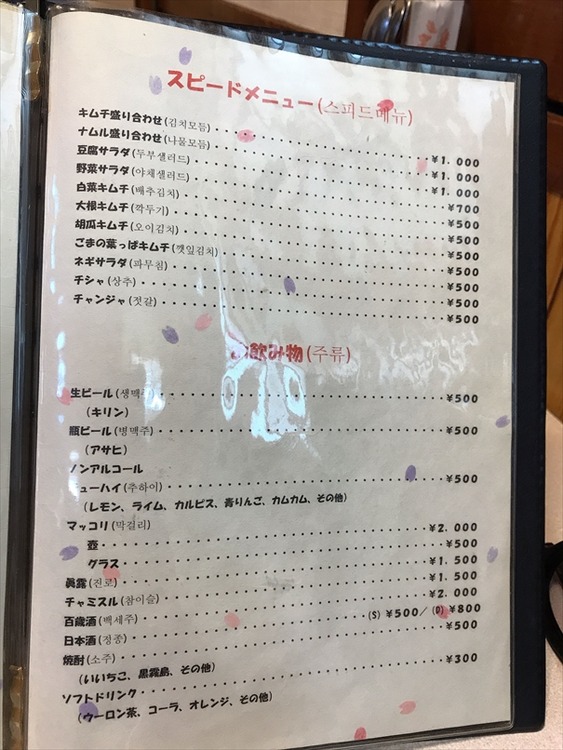 スピードメニュー(스피드메뉴)
キムチ盛り合わせ(김치모듬)・・・・・・・・・・・・・・・・・・¥1.000
ナムル盛り合わせ(나물모듬)・・・・・・・・・・・・・・・・・・¥1.000
豆腐サラダ(두부샐러드)・・・・・・・・・・・・・・・・・・¥1.000
野菜サラダ(야채샐러드)・・・・・・・・・・・・・・・・・・¥700
白菜キムチ(배추김치)・・・・・・・・・・・・・・・・・・¥500
大根キムチ(깍두기)・・・・・・・・・・・・・・・・・・¥500
胡瓜キムチ(오이김치)・・・・・・・・・・・・・・・・・・¥500
ごまの葉っぱキムチ(깻잎김치)・・・・・・・・・・・・・・・・・・¥500
ネギサラダ(파무침)・・・・・・・・・・・・・・・・・・¥500
チシャ(상추)・・・・・・・・・・・・・・・・・・¥500
チャンジャ(젓갈)・・・・・・・・・・・・・・・・・・¥500
お飲み物(주류)
生ビール(생맥주)・・・・・・・・・・・・・・・・・・¥500
(キリン)
瓶ビール(병맥주)・・・・・・・・・・・・・・・・・・¥500
(アサヒ)
ノンアルコール
チューハイ(추하이)・・・・・・・・・・・・・・・・・・¥500
(レモン、ライム、カルピス、青りんご、カムカム、その他)
マッコリ(막걸리)
壺・・・・・・・・・・・・・・・・・・¥2.000
グラス・・・・・・・・・・・・・・・・・・¥500
眞露(진로)・・・・・・・・・・・・・・・・・・¥1.500
チャミスル(참이슬)・・・・・・・・・・・・・・・・・・¥1.500
百歳酒(백세주)・・・・・・・・・・・・・・・・・・¥2.000
日本酒(정종)・・・・・・・・・・・・・・・・・・(S)¥500/(D)¥800
焼酎(소주)・・・・・・・・・・・・・・・・・・¥500
(いいちこ、黒霧島、その他)
ソフトドリンク・・・・・・・・・・・・・・・・・・¥300
(ウーロン茶、コーラ、オレンジ、その他)